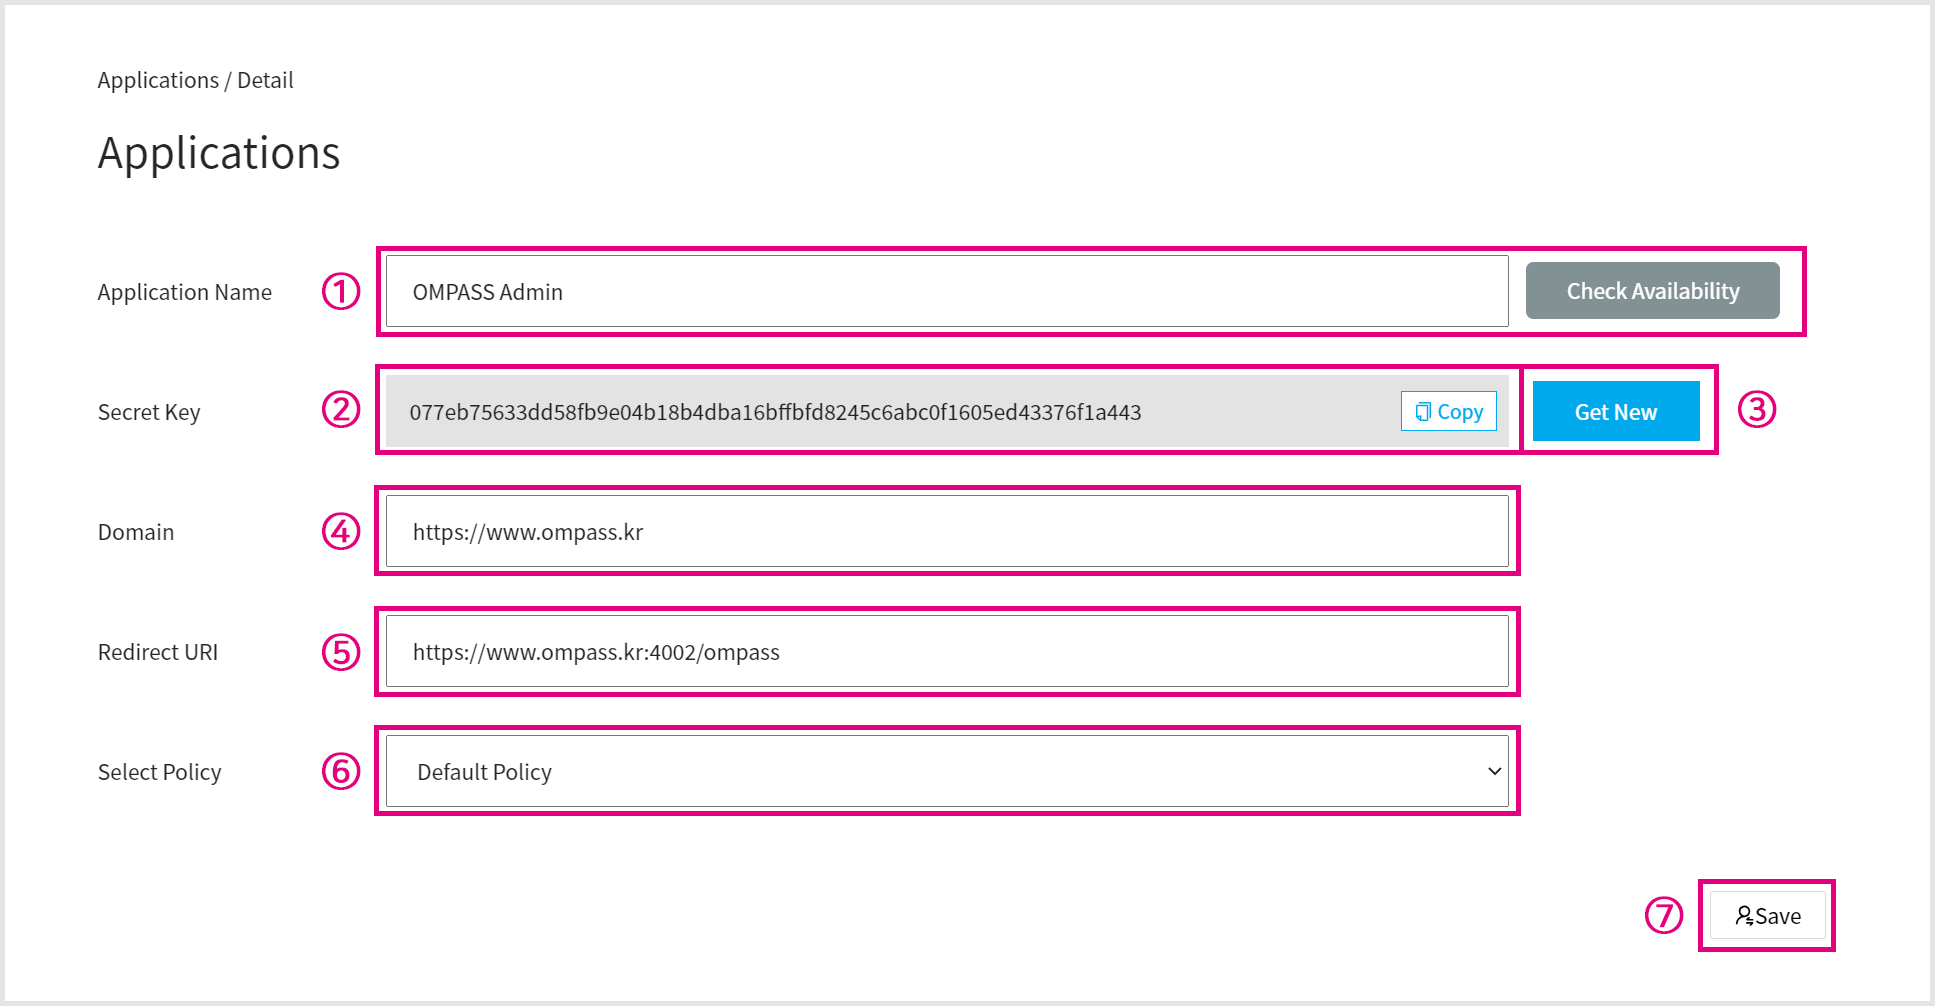 Applications / Detail
Applications
Application Name ① OMPASS Admin Check Availability
Secret Key ② 077eb75633dd58fb9e04b18b4dba16bffbfd8245c6abc0f1605ed43376f1a443 Copy Get New ③
Domain ④ https://www.ompass.kr
Redirect URI ⑤ https://www.ompass.kr:4002/ompass
Select Policy ⑥ Default Policy
⑦ Save